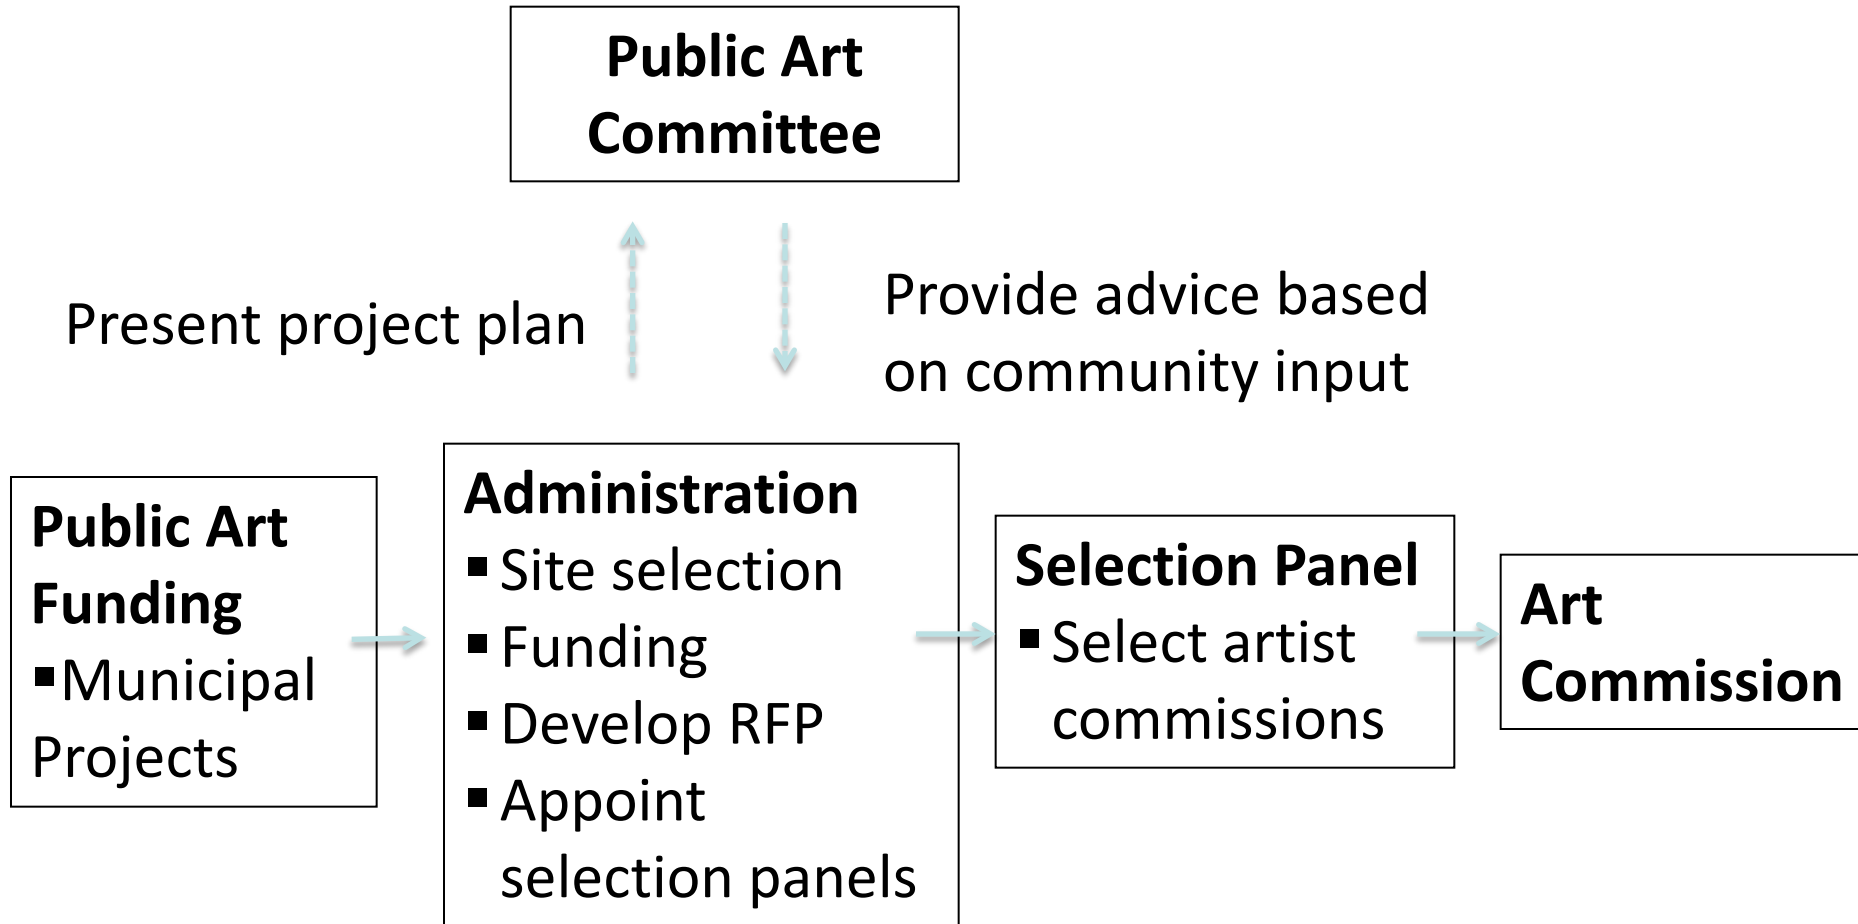 Public Art
Committee
Present project plan
Provide advice based
on community input
Public Art
Funding
▪Municipal
Projects
Administration
▪ Site selection
▪ Funding
▪ Develop RFP
▪ Appoint
selection panels
Selection Panel
▪ Select artist
commissions
Art
Commission